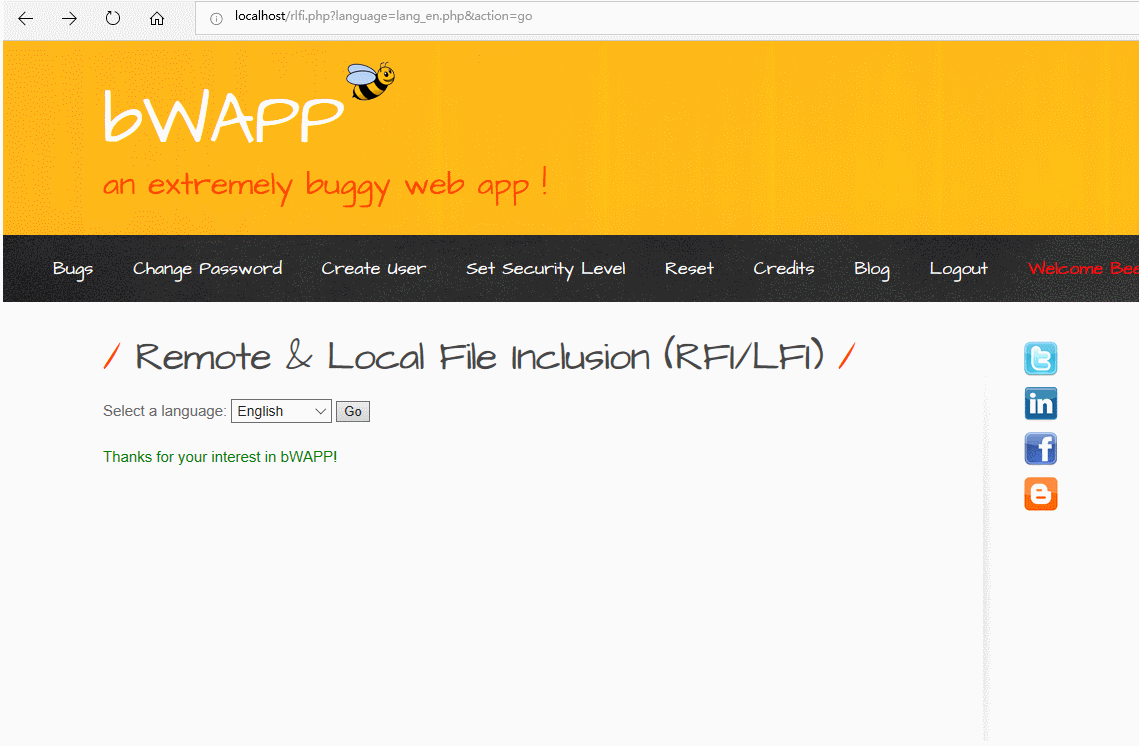 localhost/rlfi.php?language=lang_en.php&action=go
bWAPP
an extremely buggy web app !
Bugs Change Password Create User Set Security Level Reset Credits Blog Logout Welcome Bee
/ Remote & Local File Inclusion (RFI/LFI) /
Select a language: English Go
Thanks for your interest in bWAPP!